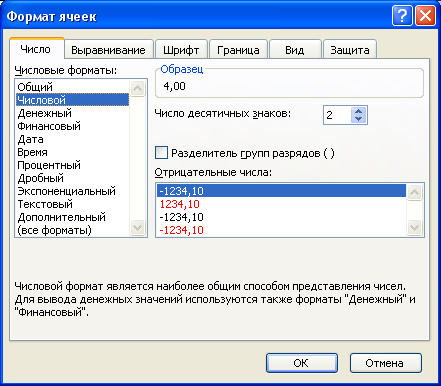 Формат ячеек
Число Выравнивание Шрифт Граница Вид Защита
Числовые форматы:
Общий
Числовой
Денежный
Финансовый
Дата
Время
Процентный
Дробный
Экспоненциальный
Текстовый
Дополнительный
(все форматы)
Образец
4,00
Число десятичных знаков: 2
Разделитель групп разрядов ( )
Отрицательные числа:
-1234,10
1234,10
-1234,10
-1234,10
Числовой формат является наиболее общим способом представления чисел.
Для вывода денежных значений используются также форматы "Денежный" и
"Финансовый".
ОК Отмена